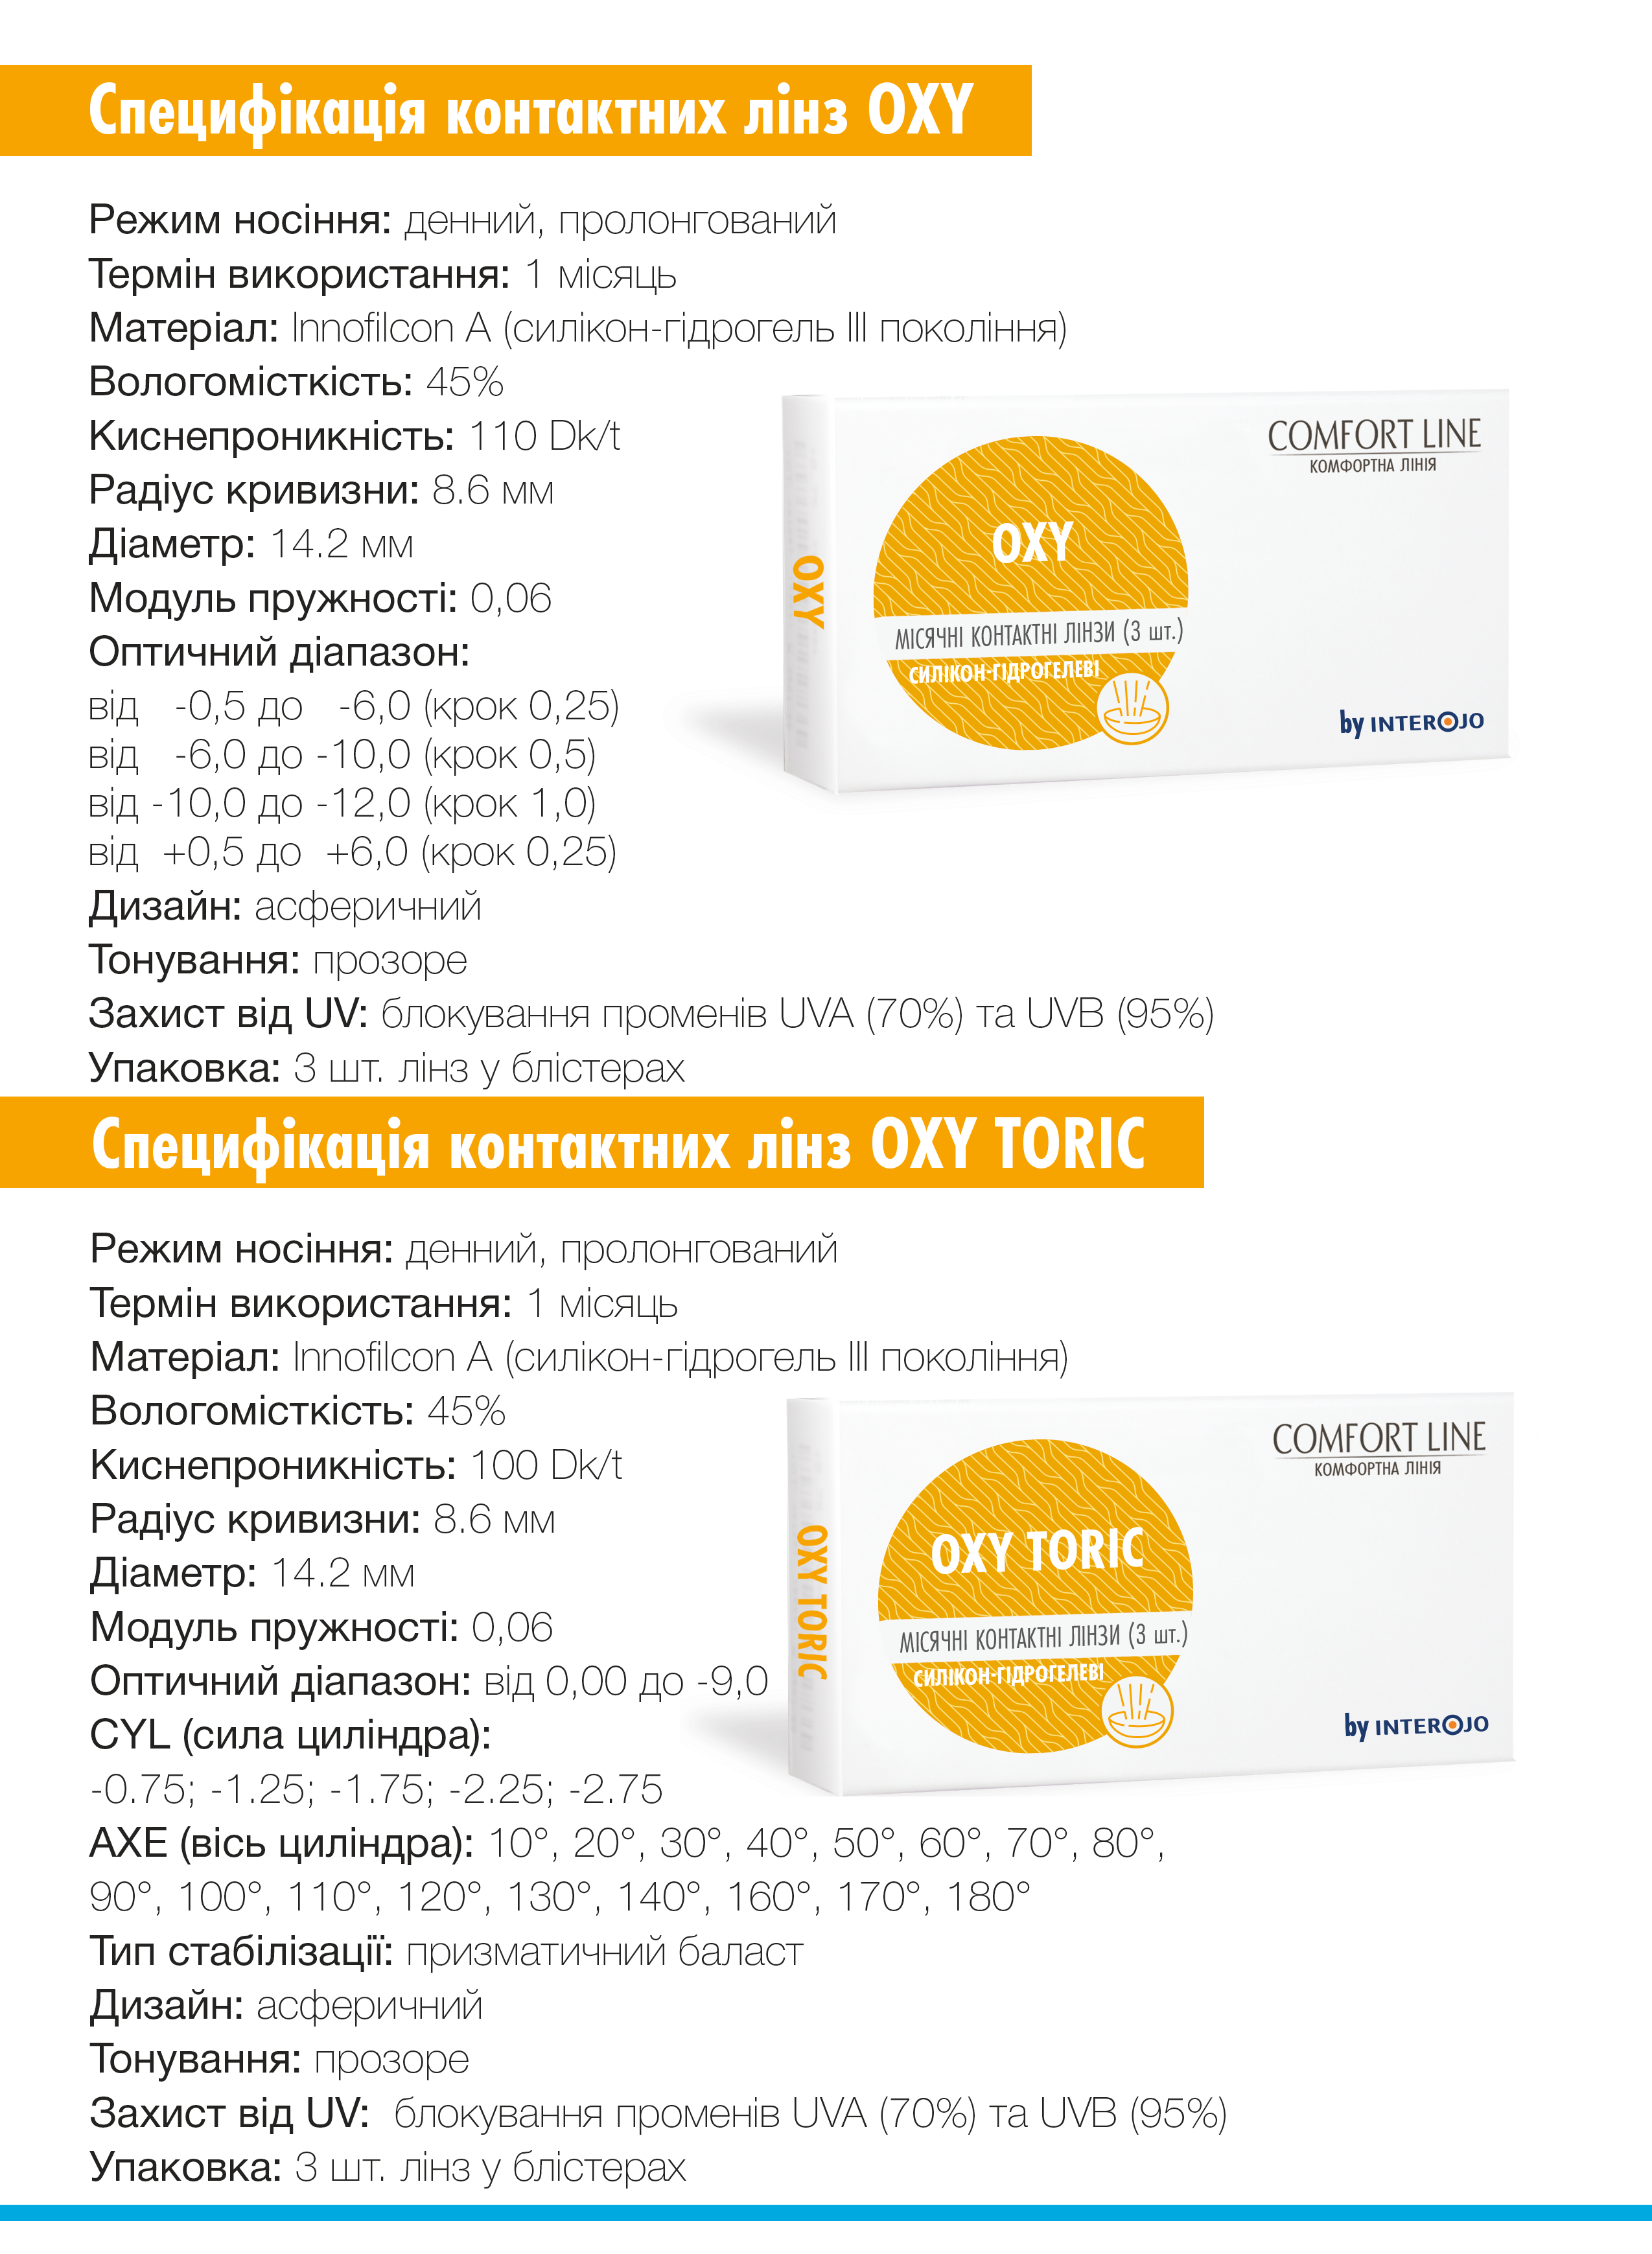 Специфікація контактних лінз OXY
Режим носіння: денний, пролонгований
Термін використання: 1 місяць
Матеріал: Innofilcon A (силікон-гідрогель III покоління)
Вологомісткість: 45%
Киснепроникність: 110 Dk/t
Радіус кривизни: 8.6 мм
Діаметр: 14.2 мм
Модуль пружності: 0,06
Оптичний діапазон:
від -0,5 до -6,0 (крок 0,25)
від -6,0 до -10,0 (крок 0,5)
від -10,0 до -12,0 (крок 1,0)
від +0,5 до +6,0 (крок 0,25)
Дизайн: асферичний
Тонування: прозоре
Захист від UV: блокування променів UVA (70%) та UVB (95%)
Упаковка: 3 шт. лінз у блістерах
COMFORT LINE
КОМФОРТНА ЛІНІЯ
OXY
OXY
МІСЯЧНІ КОНТАКТНІ ЛІНЗИ (3 шт.)
СИЛІКОН-ГІДРОГЕЛЕВІ
by INTEROJO
Специфікація контактних лінз OXY TORIC
Режим носіння: денний, пролонгований
Термін використання: 1 місяць
Матеріал: Innofilcon A (силікон-гідрогель III покоління)
Вологомісткість: 45%
Киснепроникність: 100 Dk/t
Радіус кривизни: 8.6 мм
Діаметр: 14.2 мм
Модуль пружності: 0,06
Оптичний діапазон: від 0,00 до -9,0
CYL (сила циліндра):
-0.75; -1.25; -1.75; -2.25; -2.75
AXE (вісь циліндра): 10°, 20°, 30°, 40°, 50°, 60°, 70°, 80°,
90°, 100°, 110°, 120°, 130°, 140°, 160°, 170°, 180°
Тип стабілізації: призматичний баласт
Дизайн: асферичний
Тонування: прозоре
Захист від UV: блокування променів UVA (70%) та UVB (95%)
Упаковка: 3 шт. лінз у блістерах
COMFORT LINE
КОМФОРТНА ЛІНІЯ
OXY TORIC
OXY TORIC
МІСЯЧНІ КОНТАКТНІ ЛІНЗИ (3 шт.)
СИЛІКОН-ГІДРОГЕЛЕВІ
by INTEROJO